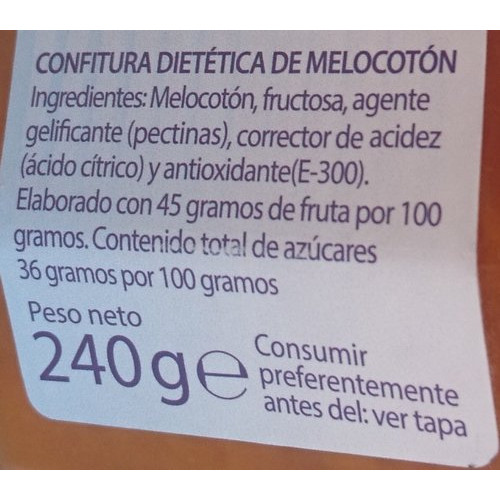 CONFITURA DIETÉTICA DE MELOCOTÓN
Ingredientes: Melocotón, fructosa, agente
gelificante (pectinas), corrector de acidez
(ácido cítrico) y antioxidante(E-300).
Elaborado con 45 gramos de fruta por 100
gramos. Contenido total de azúcares
36 gramos por 100 gramos
Peso neto
240g℮
Consumir
preferentemente
antes del: ver tapa